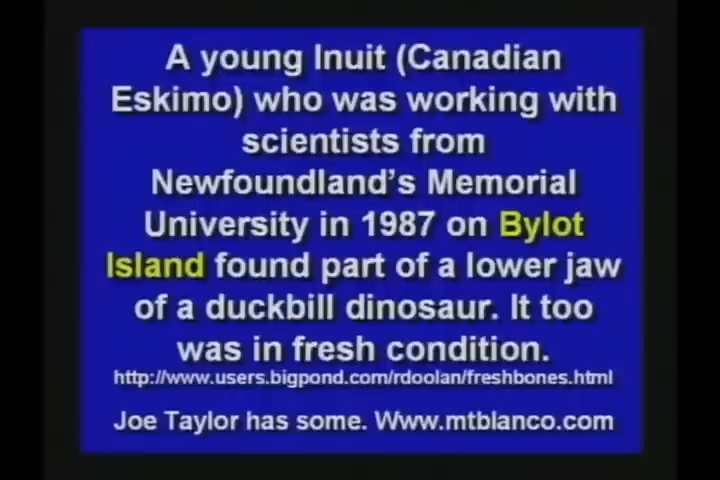 A young Inuit (Canadian
Eskimo) who was working with
scientists from
Newfoundland's Memorial
University in 1987 on Bylot
Island found part of a lower jaw
of a duckbill dinosaur. It too
was in fresh condition.
http://www.users.bigpond.com/rdoolan/freshbones.html
Joe Taylor has some. Www.mtblanco.com